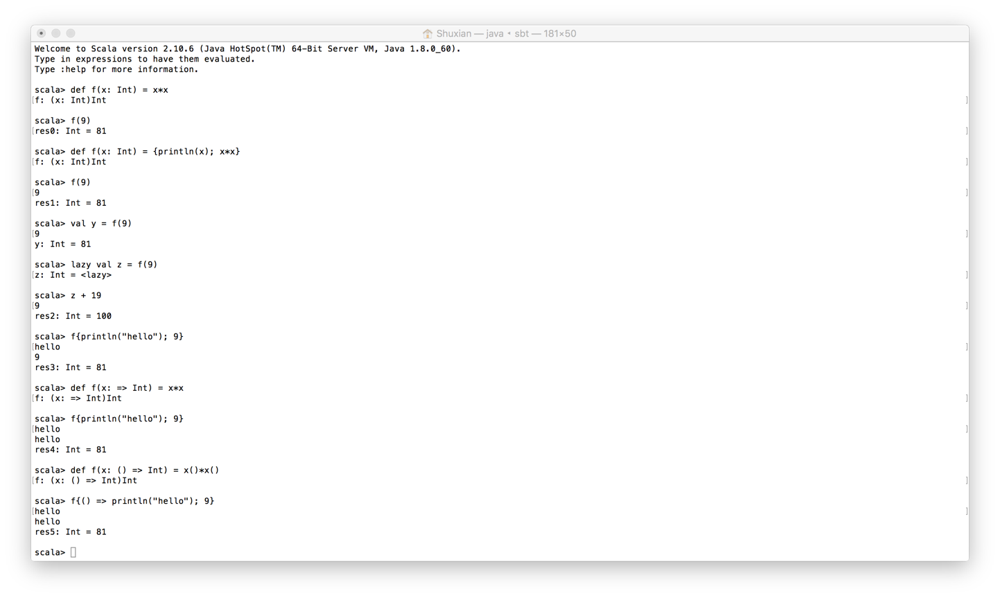 Shuxian — java • sbt — 181×50
Welcome to Scala version 2.10.6 (Java HotSpot(TM) 64-Bit Server VM, Java 1.8.0_60).
Type in expressions to have them evaluated.
Type :help for more information.
scala> def f(x: Int) = x*x
[f: (x: Int)Int ]
scala> f(9)
[res0: Int = 81 ]
scala> def f(x: Int) = {println(x); x*x}
[f: (x: Int)Int ]
scala> f(9)
[9 ]
res1: Int = 81
scala> val y = f(9)
[9 ]
y: Int = 81
scala> lazy val z = f(9)
[z: Int = <lazy> ]
scala> z + 19
[9 ]
res2: Int = 100
scala> f{println("hello"); 9}
[hello ]
9
res3: Int = 81
scala> def f(x: => Int) = x*x
[f: (x: => Int)Int ]
scala> f{println("hello"); 9}
[hello ]
hello
res4: Int = 81
scala> def f(x: () => Int) = x()*x()
[f: (x: () => Int)Int ]
scala> f{() => println("hello"); 9}
[hello ]
hello
res5: Int = 81
scala>